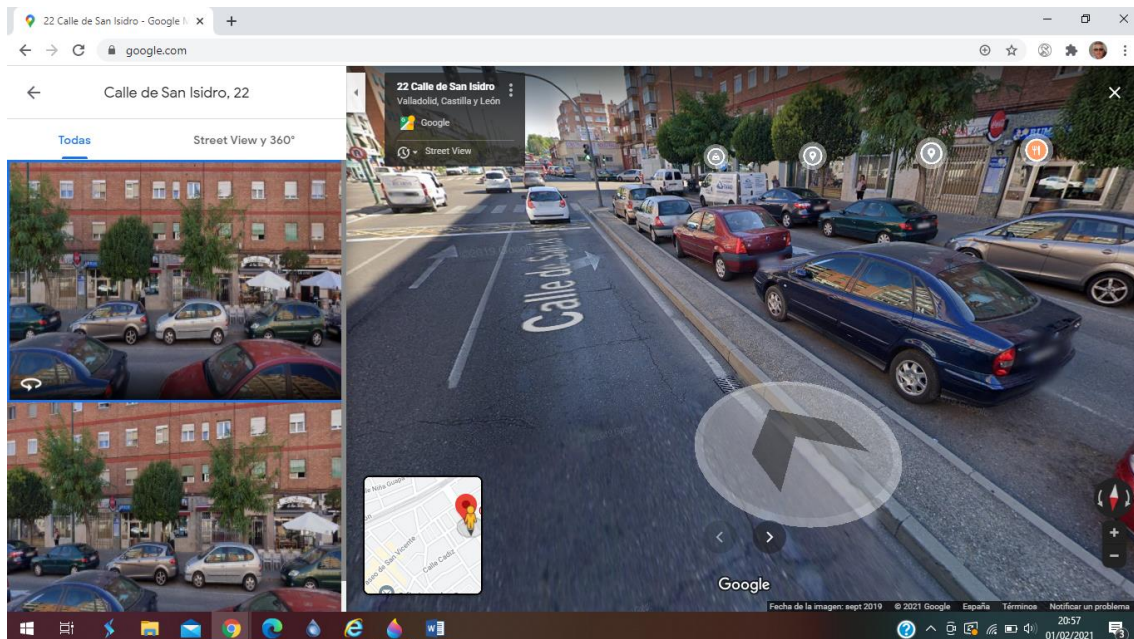 22 Calle de San Isidro - Google M
google.com
Calle de San Isidro, 22
Todas
Street View y 360°
22 Calle de San Isidro
Valladolid, Castilla y León
Google
Street View
Calle de San
Calle Cádiz
Google
Fecha de la imagen: sept 2019 © 2021 Google España Términos Notificar un problema
20:57
01/02/2021